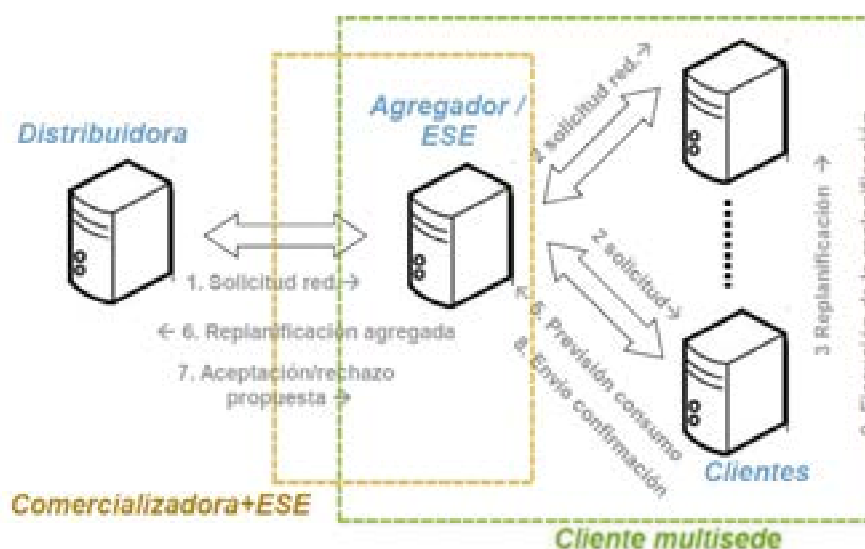 Distribuidora
Agregador /
ESE
2 solicitud red.→
1. Solicitud red.→
← 6. Replanificación agregada
7. Aceptación/rechazo
propuesta →
2 solicitud→
← 5. Previsión consumo
8. Envío confirmación
3 Replanificación →
Clientes
Comercializadora+ESE
Cliente multisede